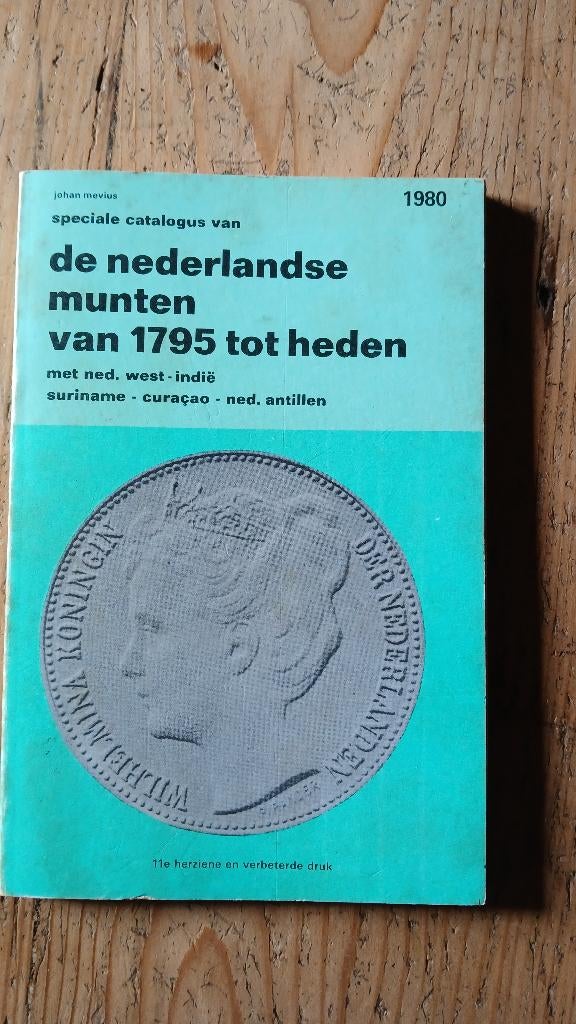 johan mevius
1980
speciale catalogus van
de nederlandse
munten
van 1795 tot heden
met ned. west-indië
suriname - curaçao - ned. antillen
WILHELMINA KONINGIN
DER NEDERLANDEN
11e herziene en verbeterde druk